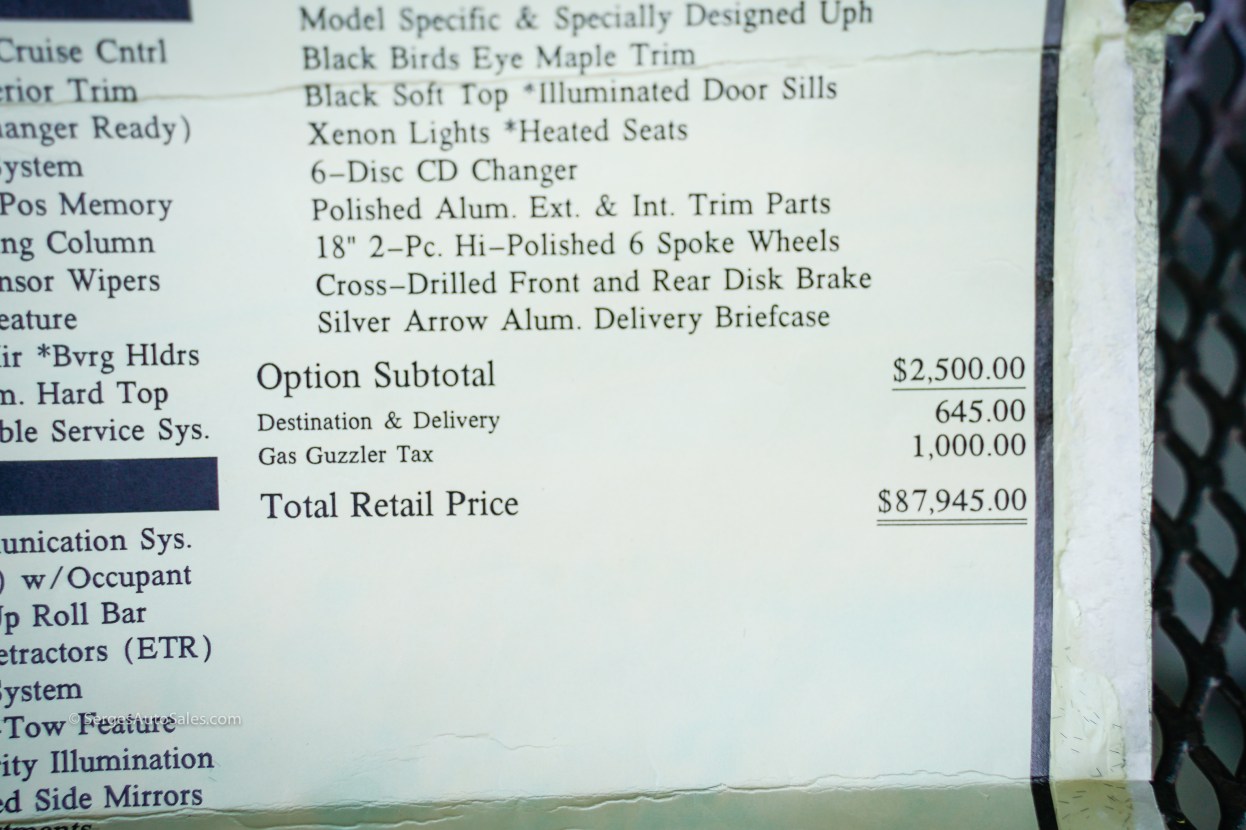 Cruise Cntrl
erior Trim
anger Ready)
ystem
Pos Memory
ng Column
nsor Wipers
eature
ir *Bvrg Hldrs
m. Hard Top
ble Service Sys.
unication Sys.
) w/Occupant
Up Roll Bar
etractors (ETR)
System
-Tow Feature
ity Illumination
ed Side Mirrors
Model Specific & Specially Designed Uph
Black Birds Eye Maple Trim
Black Soft Top *Illuminated Door Sills
Xenon Lights *Heated Seats
6-Disc CD Changer
Polished Alum. Ext. & Int. Trim Parts
18" 2-Pc. Hi-Polished 6 Spoke Wheels
Cross-Drilled Front and Rear Disk Brake
Silver Arrow Alum. Delivery Briefcase
Option Subtotal $2,500.00
Destination & Delivery 645.00
Gas Guzzler Tax 1,000.00
Total Retail Price $87,945.00
© SergesAutoSales.com